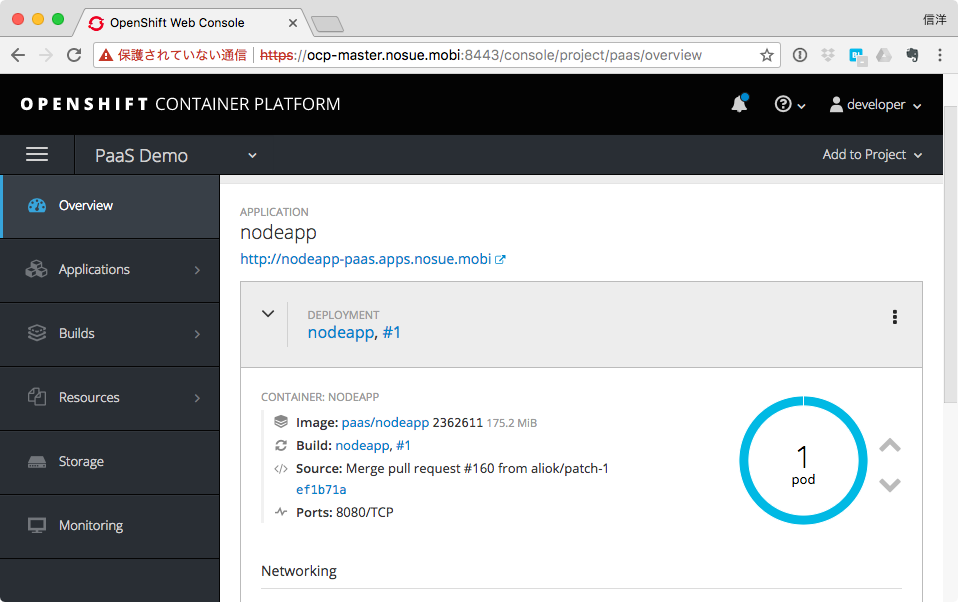 OpenShift Web Console
信洋
保護されていない通信 https://ocp-master.nosue.mobi:8443/console/project/paas/overview
OPENSHIFT CONTAINER PLATFORM
developer
PaaS Demo
Add to Project
Overview
Applications
Builds
Resources
Storage
Monitoring
APPLICATION
nodeapp
http://nodeapp-paas.apps.nosue.mobi
DEPLOYMENT
nodeapp, #1
CONTAINER: NODEAPP
Image: paas/nodeapp 2362611 175.2 MiB
Build: nodeapp, #1
Source: Merge pull request #160 from aliok/patch-1
ef1b71a
Ports: 8080/TCP
1
pod
Networking